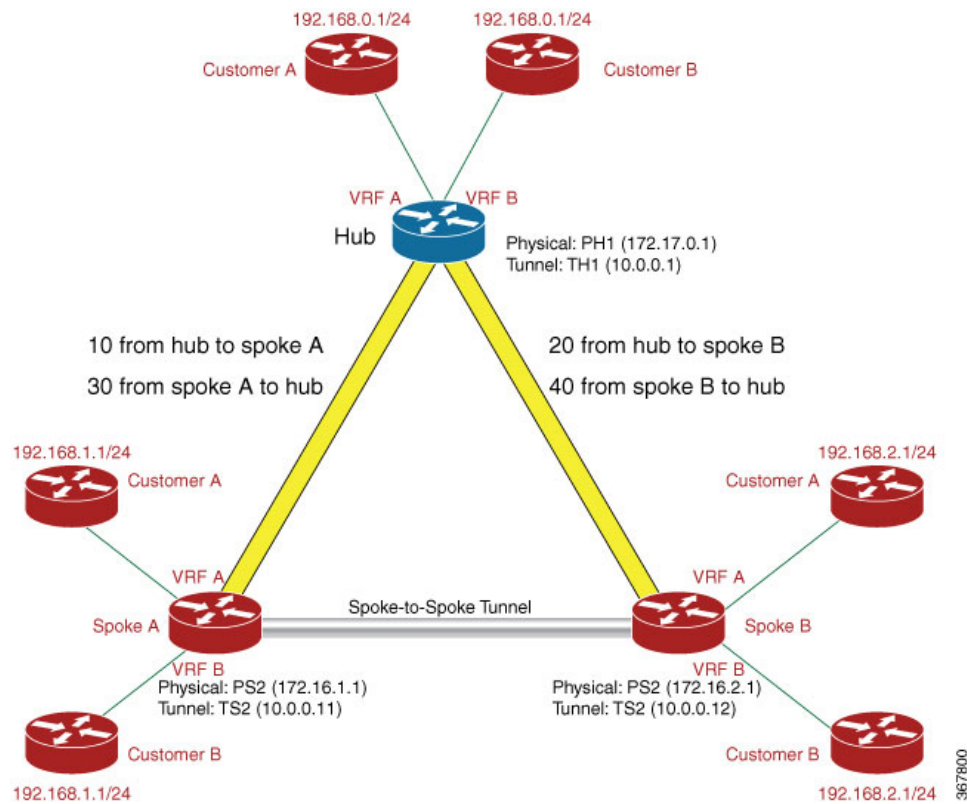 192.168.0.1/24
192.168.0.1/24
Customer A
Customer B
VRF A
VRF B
Hub
Physical: PH1 (172.17.0.1)
Tunnel: TH1 (10.0.0.1)
10 from hub to spoke A
30 from spoke A to hub
20 from hub to spoke B
40 from spoke B to hub
192.168.1.1/24
Customer A
192.168.2.1/24
Customer A
VRF A
VRF A
Spoke-to-Spoke Tunnel
Spoke A
Spoke B
VRF B
Physical: PS2 (172.16.1.1)
Tunnel: TS2 (10.0.0.11)
VRF B
Physical: PS2 (172.16.2.1)
Tunnel: TS2 (10.0.0.12)
Customer B
192.168.1.1/24
Customer B
192.168.2.1/24
367800